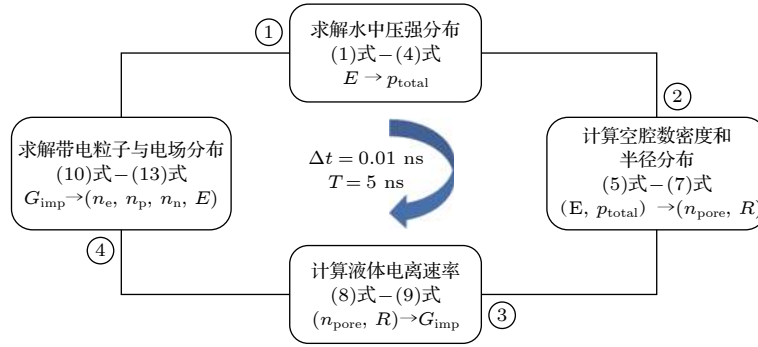 ①
求解水中压强分布
(1)式−(4)式
E → p_total
②
计算空腔数密度和
半径分布
(5)式−(7)式
(E, p_total) →(n_pore, R)
求解带电粒子与电场分布
(10)式−(13)式
G_imp→(n_e, n_p, n_n, E)
④
Δt = 0.01 ns
T = 5 ns
计算液体电离速率
(8)式−(9)式
(n_pore, R)→G_imp
③